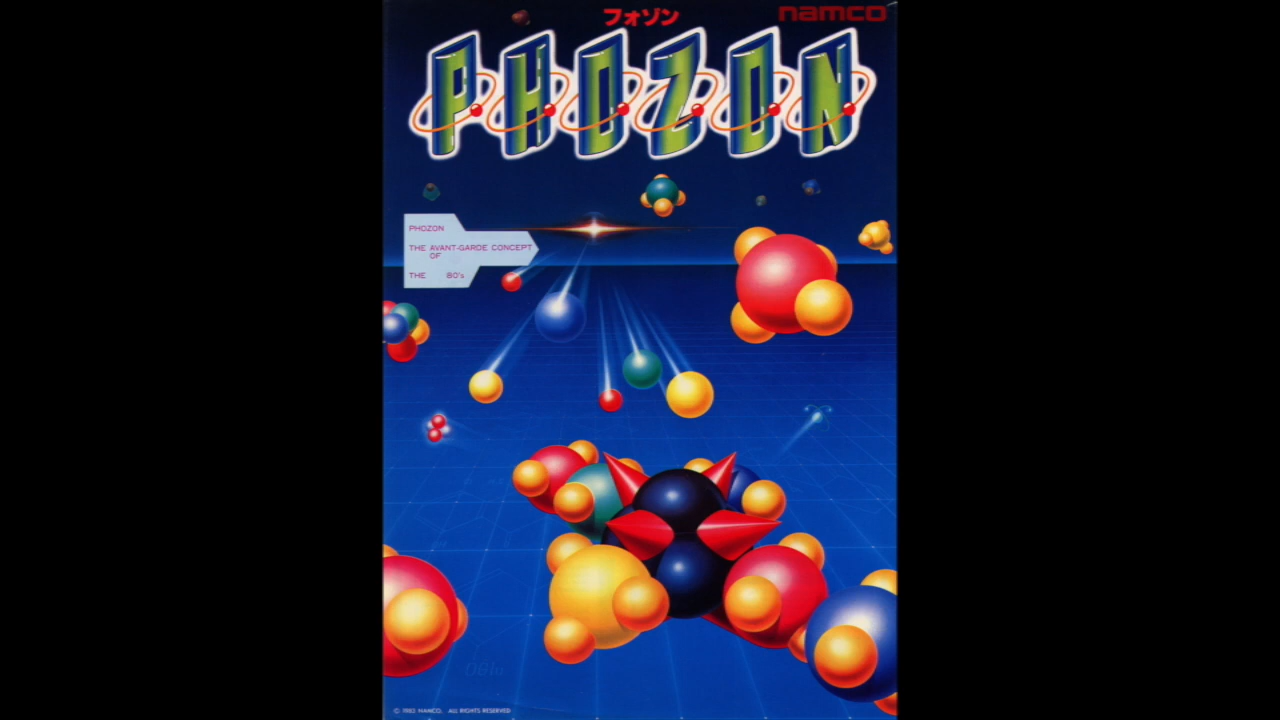 フォゾン
namco
PHOZON
PHOZON
THE AVANT-GARDE CONCEPT
OF
THE '80's
© 1983 NAMCO. ALL RIGHTS RESERVED